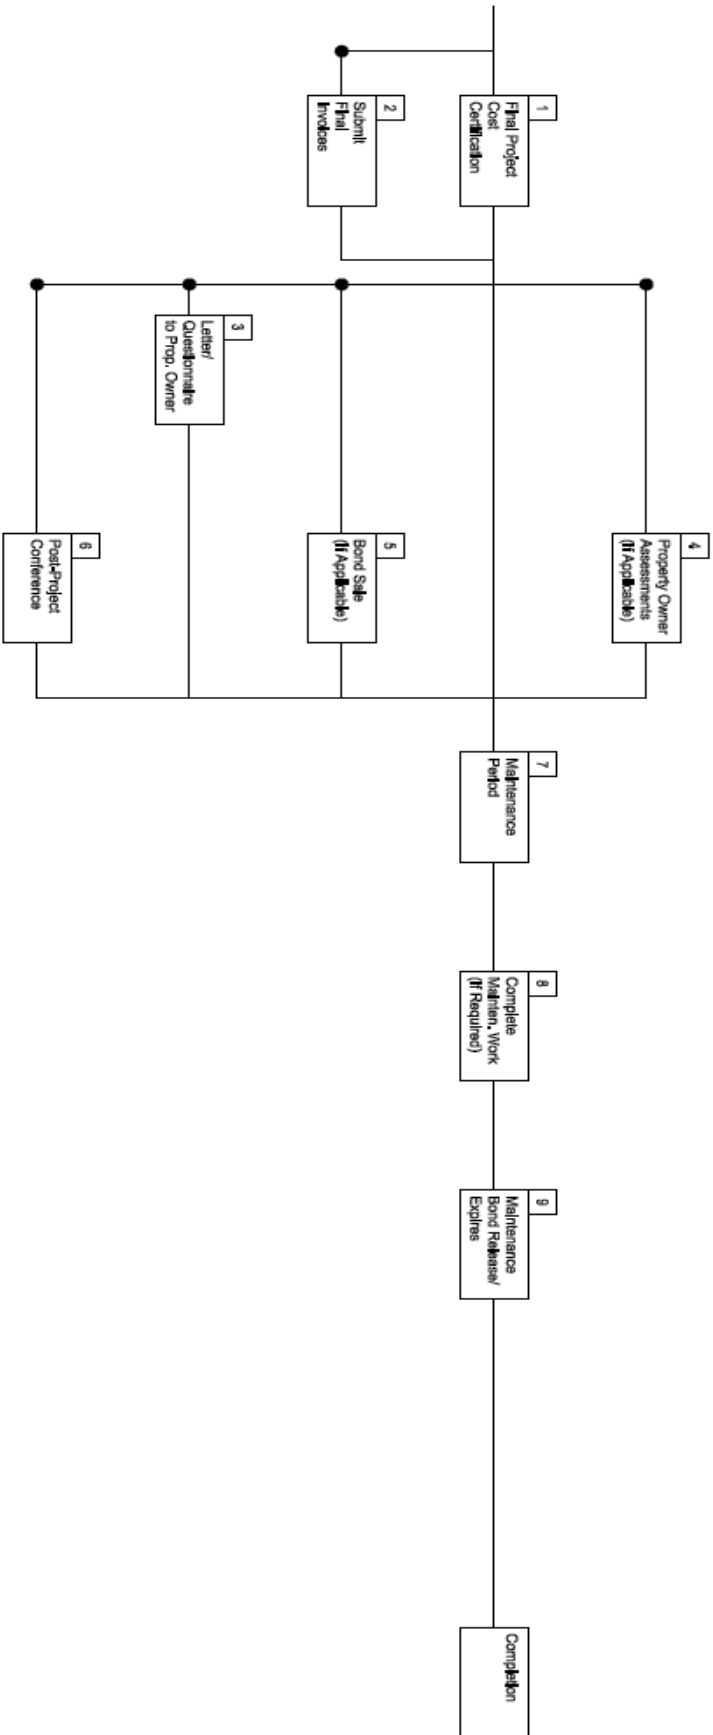 1
Final Project
Cost
Certification
2
Submit
Final
Invoices
3
Letter/
Questionnaire
to Prop. Owner
4
Property Owner
Assessments
(If Applicable)
5
Bond Sale
(If Applicable)
6
Post-Project
Conference
7
Maintenance
Period
8
Complete
Mainten. Work
(If Required)
9
Maintenance
Bond Release/
Expires
Completion